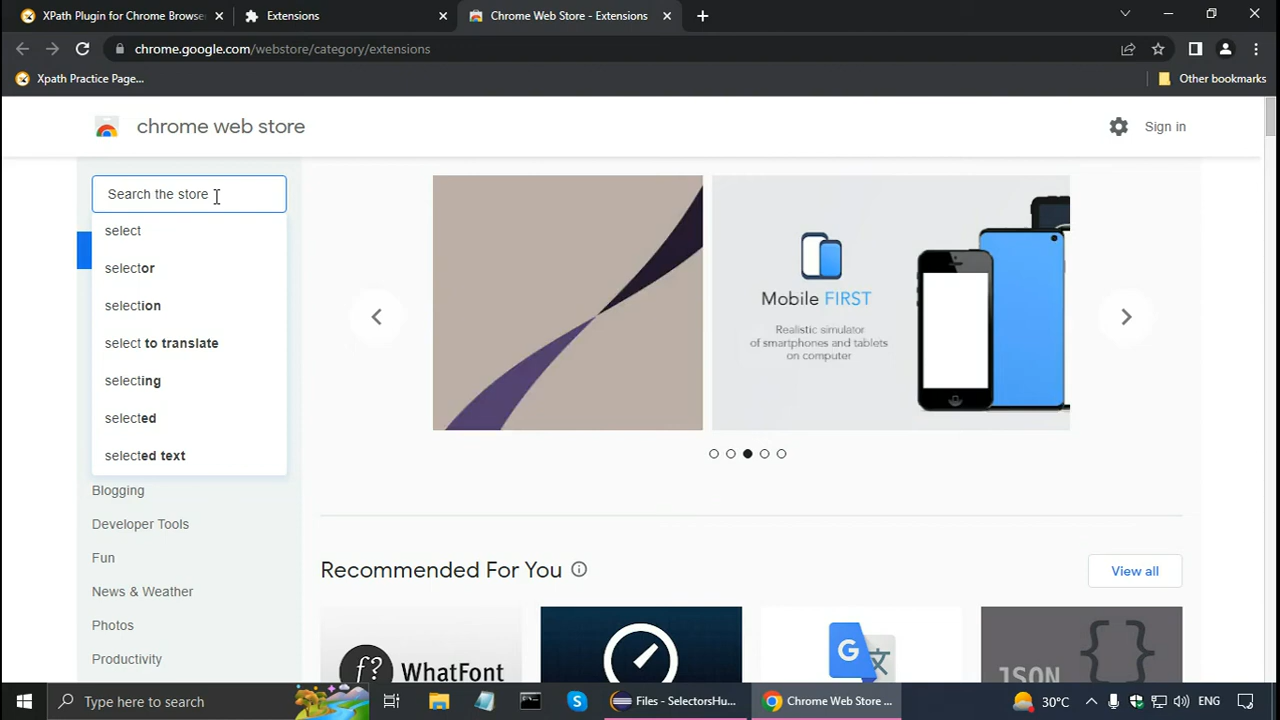 XPath Plugin for Chrome Browse
Extensions
Chrome Web Store - Extensions
chrome.google.com/webstore/category/extensions
Xpath Practice Page...
Other bookmarks
chrome web store
Sign in
Search the store
select
selector
selection
select to translate
selecting
selected
selected text
Blogging
Developer Tools
Fun
News & Weather
Photos
Productivity
Mobile FIRST
Realistic simulator
of smartphones and tablets
on computer
Recommended For You
View all
f? WhatFont
G
JSON
Type here to search
Files - SelectorsHu...
Chrome Web Store ...
30°C
ENG